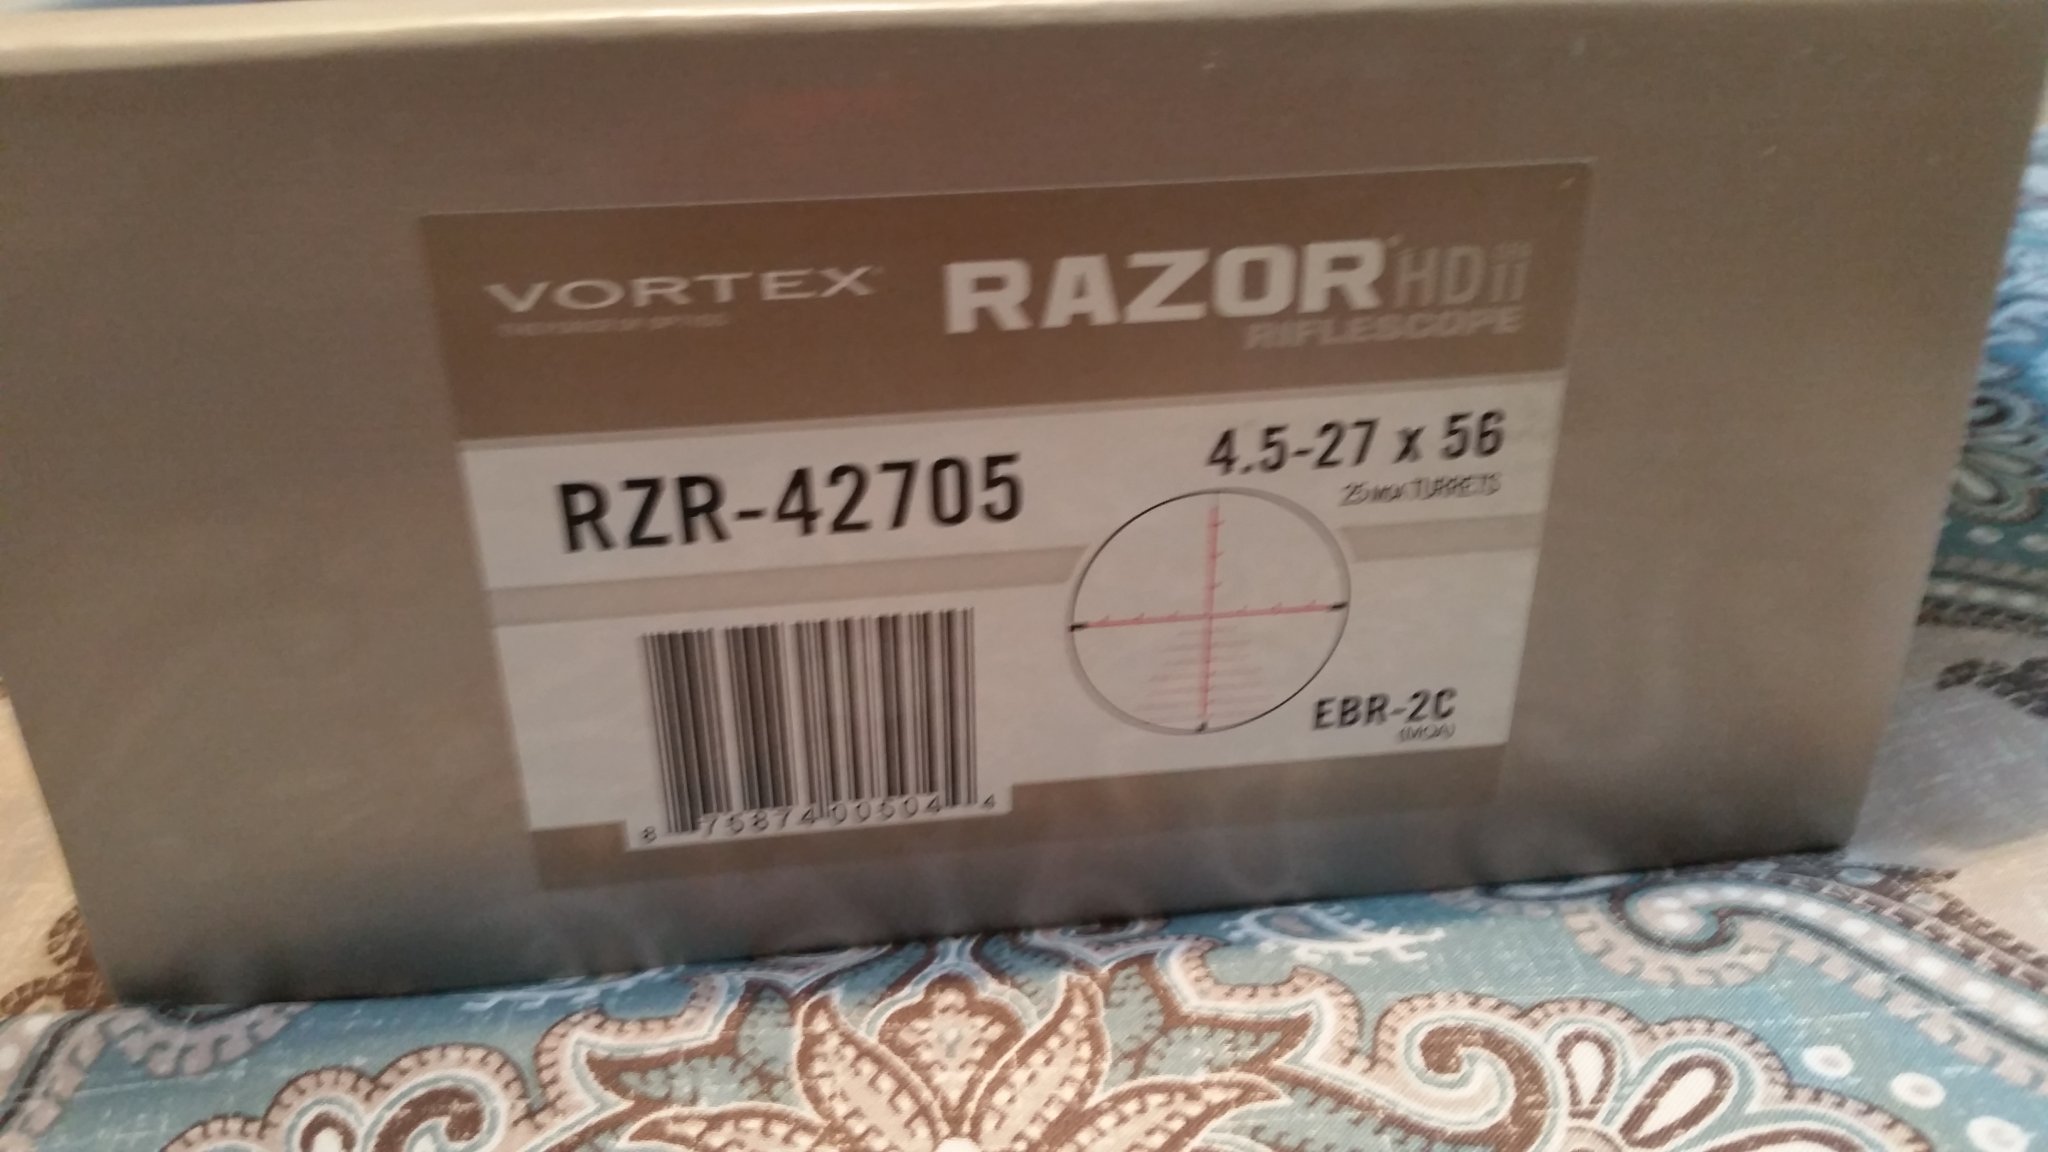 VORTEX
RAZOR HD II
RIFLESCOPE
RZR-42705
4.5-27 x 56
25 MOA TURRETS
EBR-2C
(MOA)
8 75874 00504 4